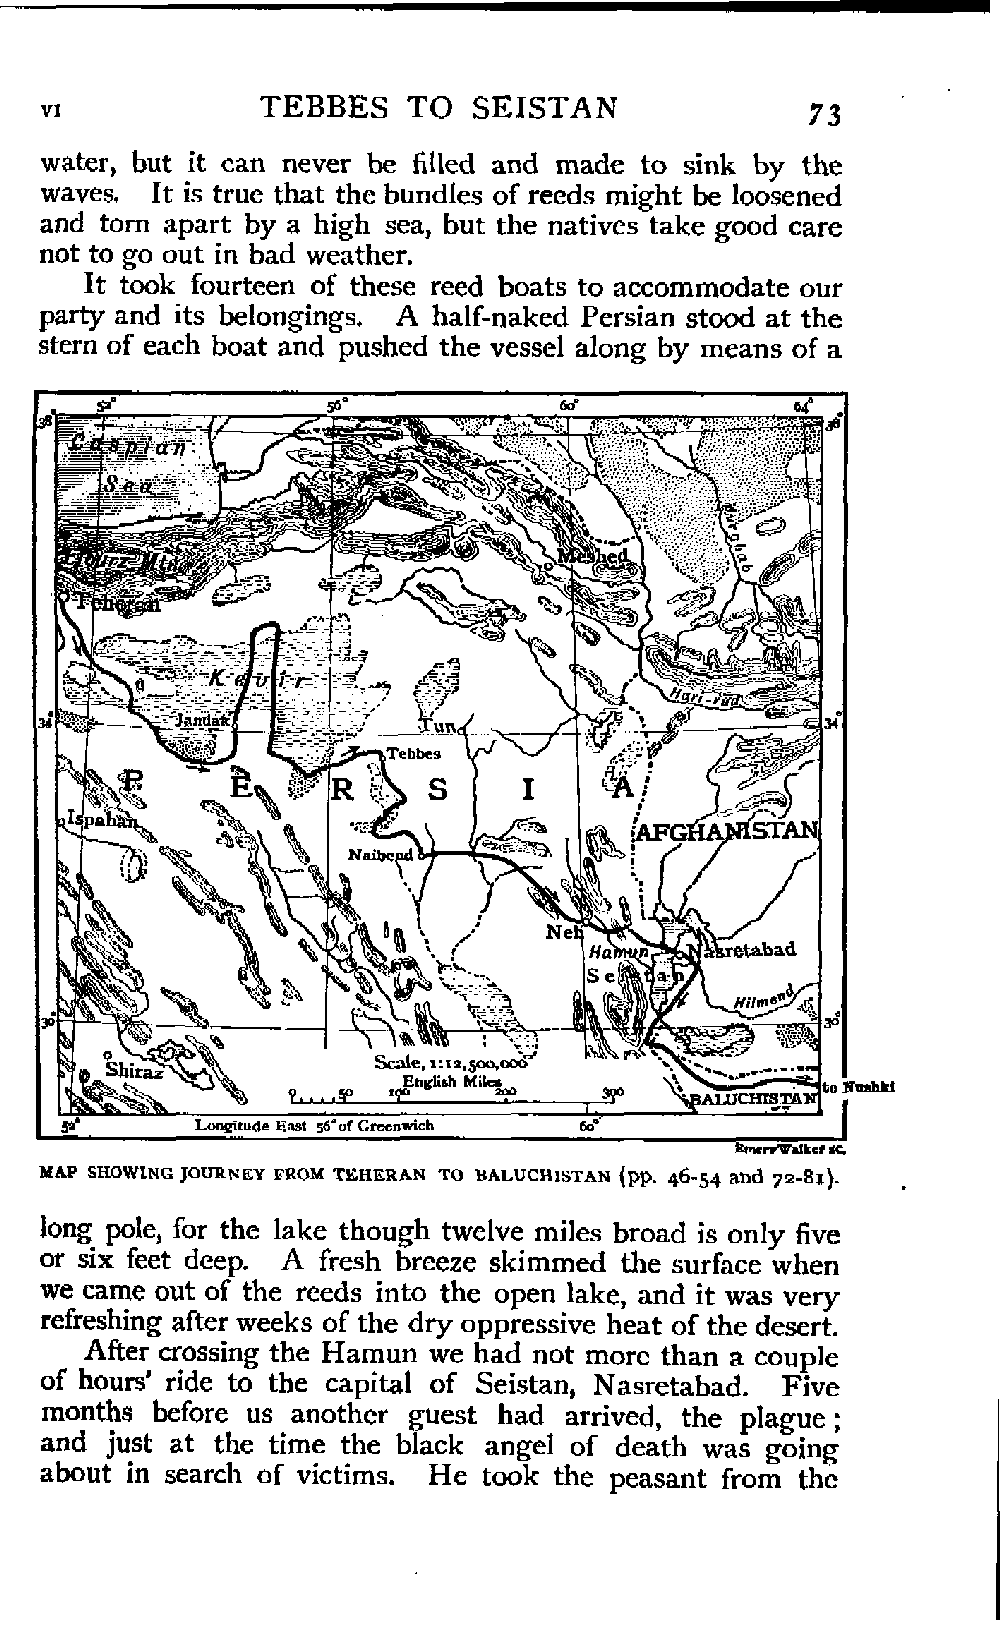 VI TEBBES TO SEISTAN 73
water, but it can never be filled and made to sink by the
waves. It is true that the bundles of reeds might be loosened
and torn apart by a high sea, but the natives take good care
not to go out in bad weather.
It took fourteen of these reed boats to accommodate our
party and its belongings. A half-naked Persian stood at the
stern of each boat and pushed the vessel along by means of a
52° 56° 60° 64°
38° 38°
Caspian
Sea
Murghab
Elburz Mtns
Meshed
Teheran
Kavir
Hari-rud
34° Jandak Tun 34°
Tebbes
PERSIA
Ispahan
AFGHANISTAN
Naibend
Neh
Hamun Nasretabad
Seistan
Hilmend
30° 30°
Scale, 1:12,500,000
Shiraz
English Miles
0 50 100 200 300
to Nushki
BALUCHISTAN
52° Longitude East 56° of Greenwich 60°
Emery Walker sc.
MAP SHOWING JOURNEY FROM TEHERAN TO BALUCHISTAN (pp. 46-54 and 72-81).
long pole, for the lake though twelve miles broad is only five
or six feet deep. A fresh breeze skimmed the surface when
we came out of the reeds into the open lake, and it was very
refreshing after weeks of the dry oppressive heat of the desert.
After crossing the Hamun we had not more than a couple
of hours' ride to the capital of Seistan, Nasretabad. Five
months before us another guest had arrived, the plague;
and just at the time the black angel of death was going
about in search of victims. He took the peasant from the